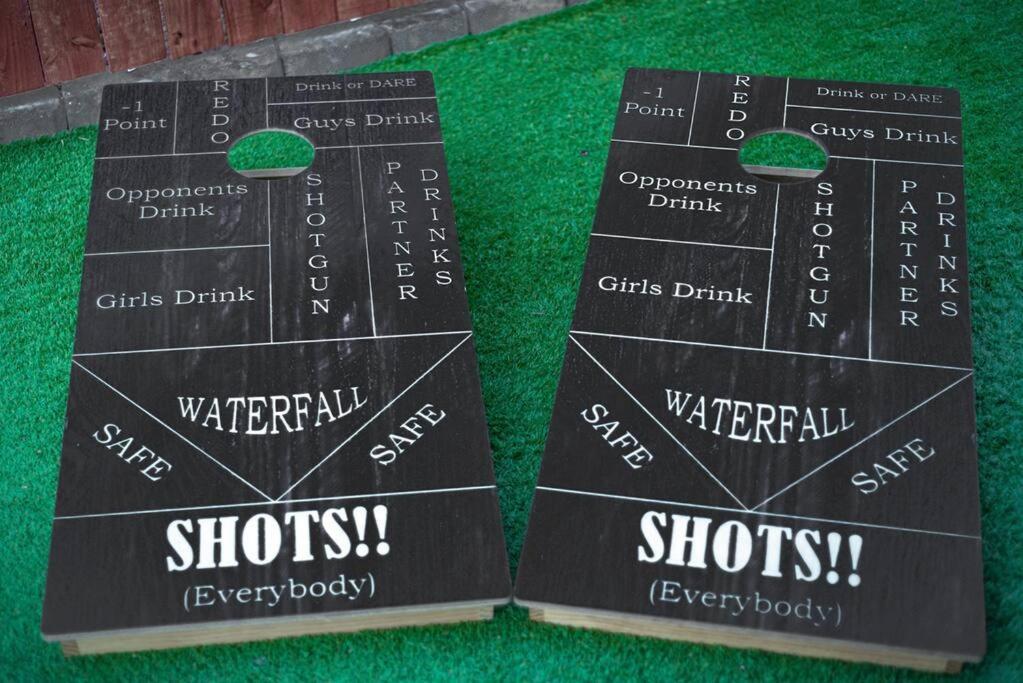 -1
Point
REDO
Drink or DARE
Guys Drink
Opponents
Drink
SHOTGUN
PARTNER
DRINKS
Girls Drink
WATERFALL
SAFE
SAFE
SHOTS!!
(Everybody)
-1
Point
REDO
Drink or DARE
Guys Drink
Opponents
Drink
SHOTGUN
PARTNER
DRINKS
Girls Drink
WATERFALL
SAFE
SAFE
SHOTS!!
(Everybody)